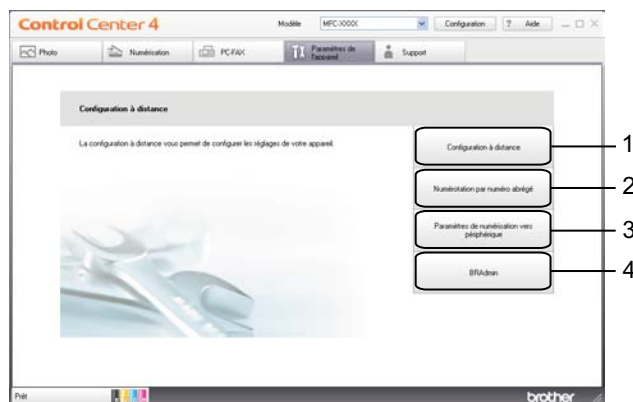 Control Center 4
Modèle MFC-XXXX Configuration ? Aide
Photo Numérisation PC-FAX Paramètres de l'appareil Support
Configuration à distance
La configuration à distance vous permet de configurer les réglages de votre appareil.
Configuration à distance 1
Numérotation par numéro abrégé 2
Paramètres de numérisation vers périphérique 3
BRAdmin 4
Prêt
brother